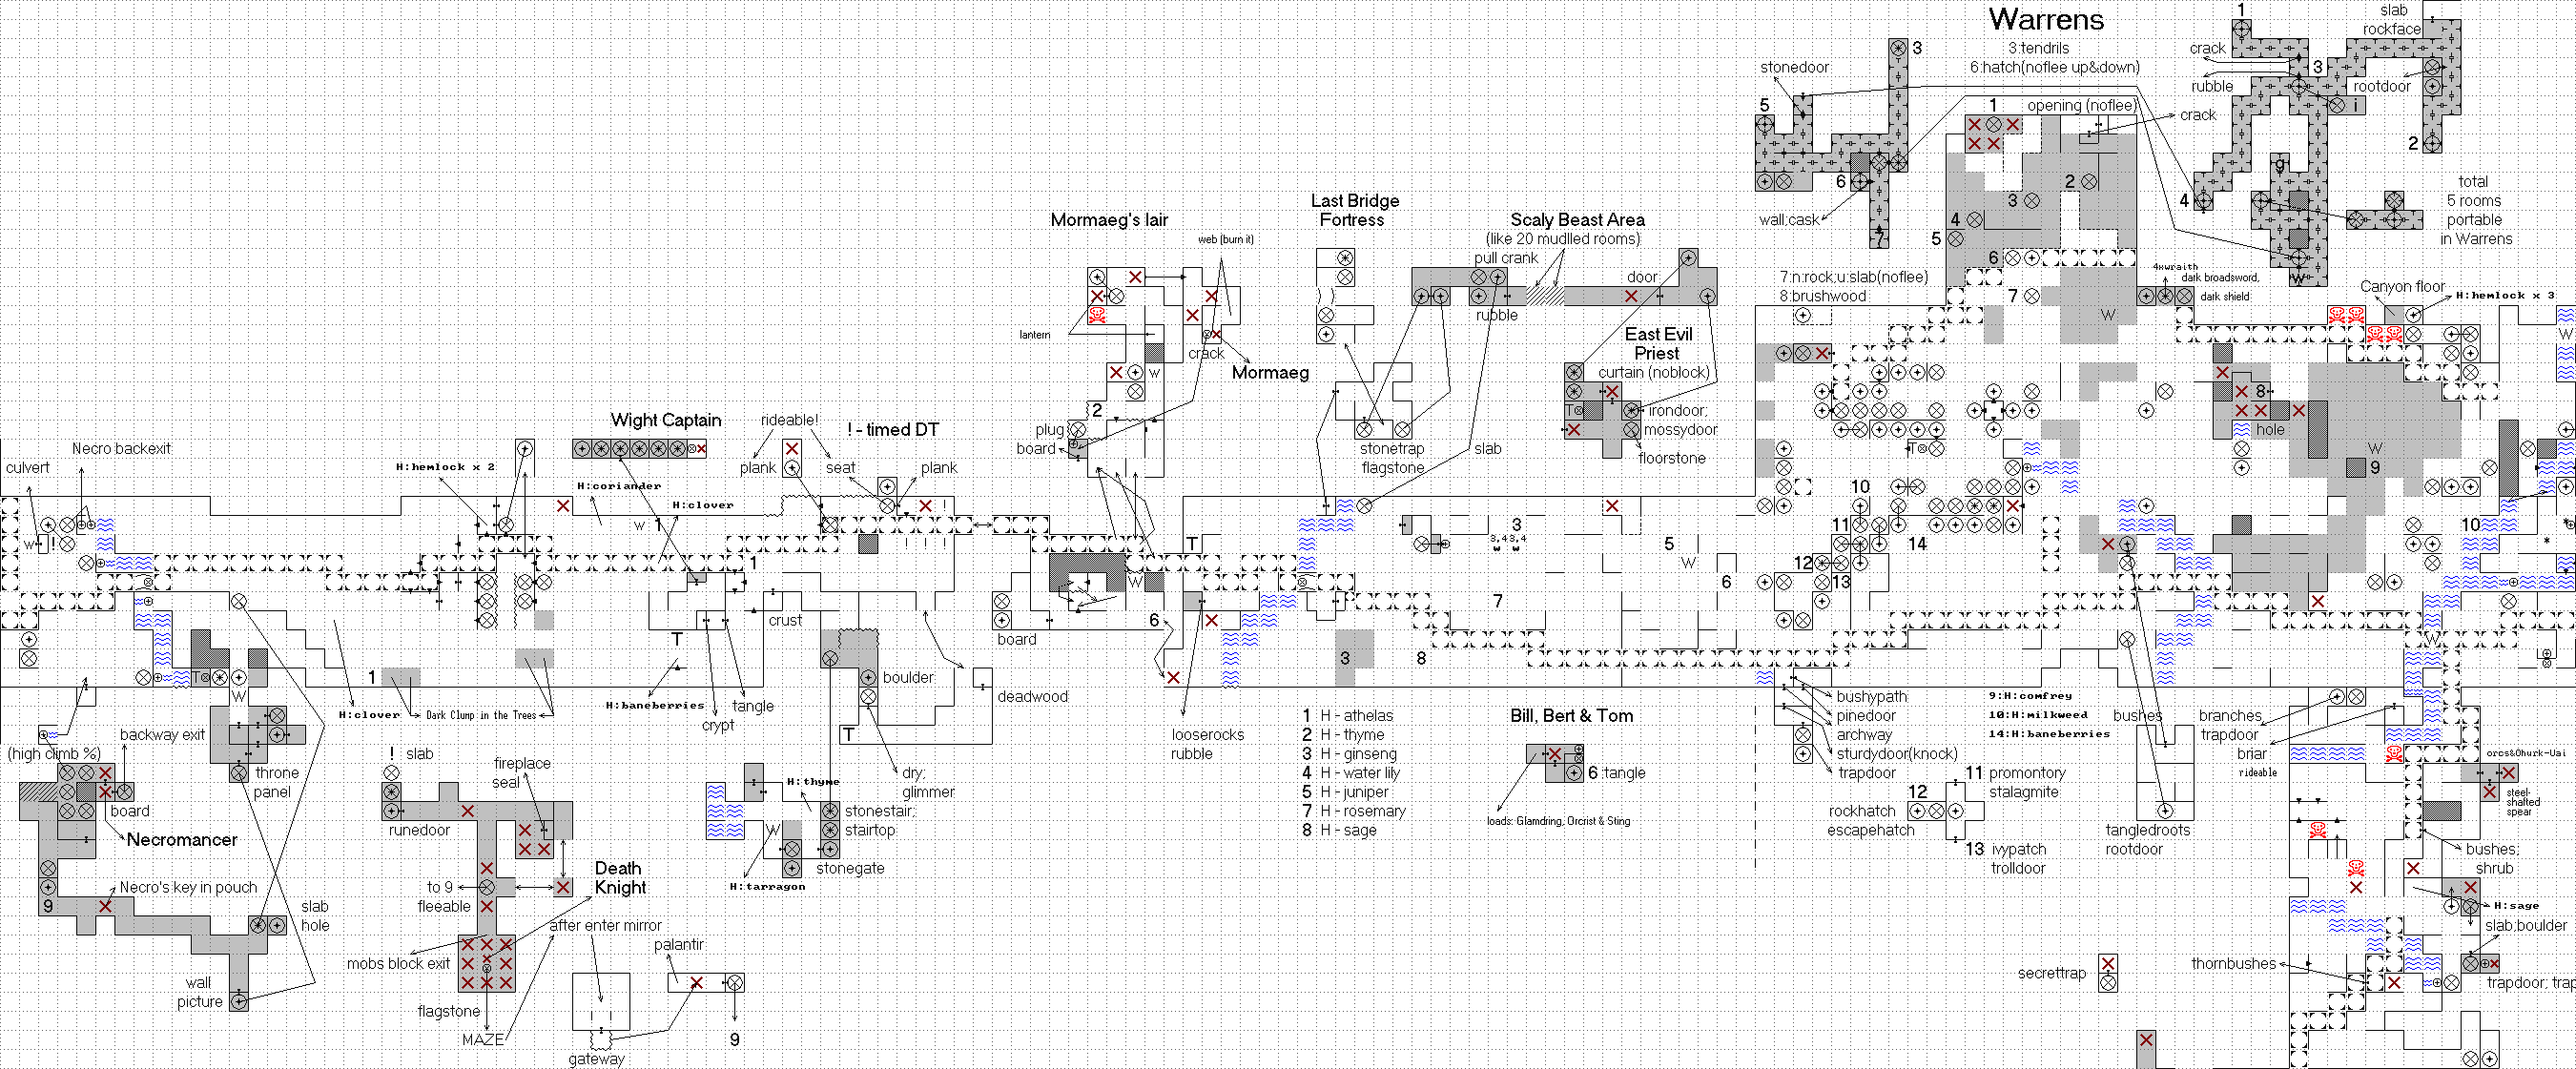 Warrens
1
slab
rockface
3
3:tendrils
6:hatch(noflee up&down)
crack
rubble
3
rootdoor
i
stonedoor
5
1
opening (noflee)
crack
2
g
6
wall;cask
7
2
3
4
5
6
4
total
5 rooms
portable
in Warrens
W
Last Bridge
Fortress
Scaly Beast Area
(like 20 mudlled rooms)
pull crank
Mormaeg's lair
web (burn it)
door
rubble
7:n:rock,u:slab(noflee)
8:brushwood
7
4xwraith
dark broadsword,
dark shield
W
Canyon floor
H:hemlock x 3
W
lantern
crack
Mormaeg
W
East Evil
Priest
curtain (noblock)
T
irondoor;
mossydoor
floorstone
8
hole
W
9
2
plug
board
stonetrap
flagstone
slab
Wight Captain
rideable!
! - timed DT
plank
seat
plank
!
Necro backexit
culvert
H:hemlock x 2
H:coriander
H:clover
W
1
W
!
! ! !
1
T
W
3
3,4 3,4
W W
5
W
6
7
T
10
11
12
13
14
10
*
*
crust
T
board
6
3
8
W
boulder
deadwood
T
1
T
W
H:clover
Dark Clump in the Trees
H:baneberries
crypt
tangle
looserocks
rubble
1 H - athelas
2 H - thyme
3 H - ginseng
4 H - water lily
5 H - juniper
7 H - rosemary
8 H - sage
Bill, Bert & Tom
6:tangle
loads: Glamdring, Orcrist & Sting
bushypath
pinedoor
archway
sturdydoor(knock)
trapdoor
9:H:comfrey
10:H:milkweed
14:H:baneberries
bushes
branches
trapdoor
briar
rideable
orcs&Ohurk-Uai
steel-
shafted
spear
11 promontory
stalagmite
12
rockhatch
escapehatch
13 ivypatch
trolldoor
tangledroots
rootdoor
bushes;
shrub
H:sage
slab;boulder
thornbushes
secrettrap
trapdoor; trap
(high climb %)
backway exit
throne
panel
board
Necromancer
Necro's key in pouch
9
slab
hole
wall
picture
!
slab
fireplace
seal
runedoor
to 9
fleeable
Death
Knight
after enter mirror
mobs block exit
flagstone
MAZE
palantir
gateway
9
H:thyme
W
H:tarragon
dry;
glimmer
stonestair;
stairtop
stonegate